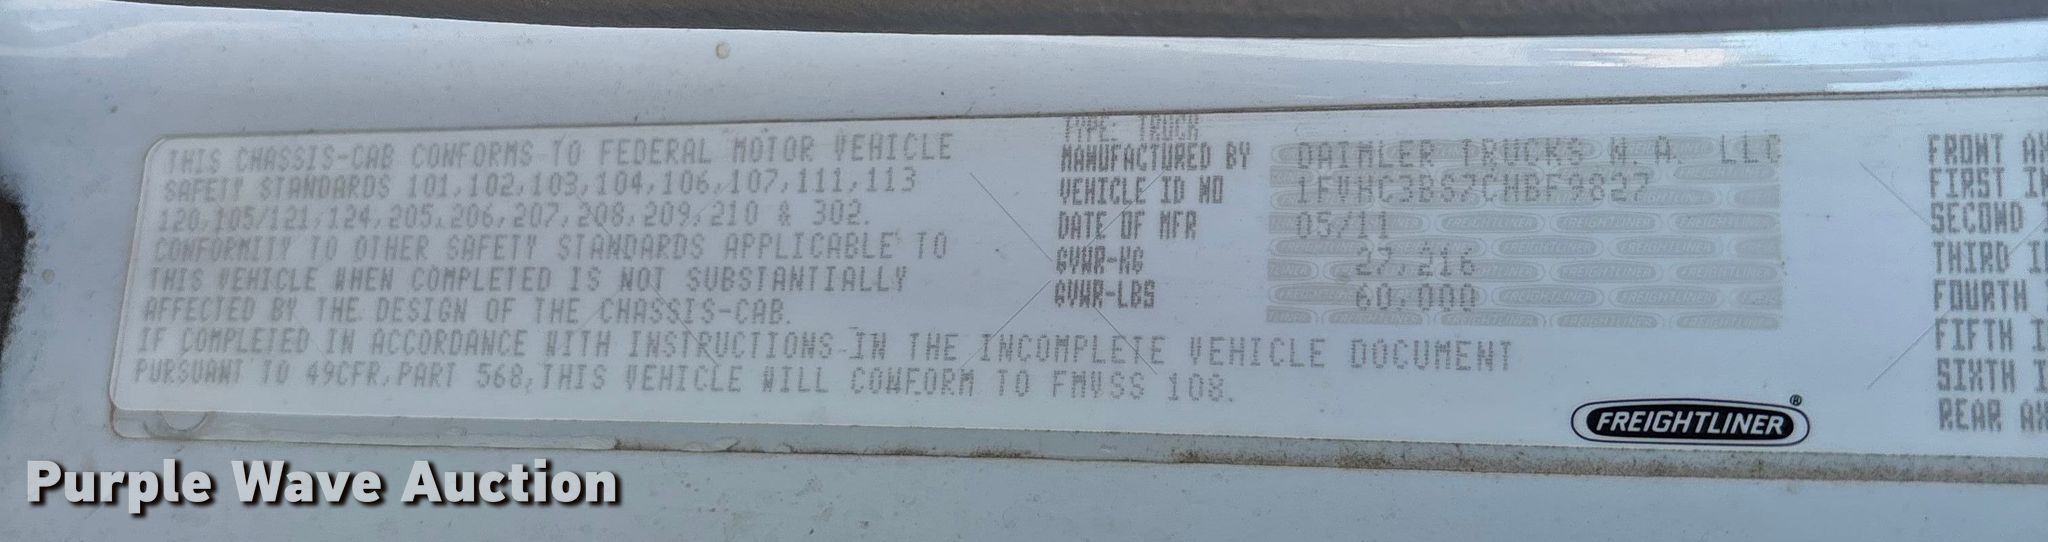 THIS CHASSIS-CAB CONFORMS TO FEDERAL MOTOR VEHICLE
SAFETY STANDARDS 101,102,103,104,106,107,111,113
120,105/121,124,205,206,207,208,209,210 & 302.
CONFORMITY TO OTHER SAFETY STANDARDS APPLICABLE TO
THIS VEHICLE WHEN COMPLETED IS NOT SUBSTANTIALLY
AFFECTED BY THE DESIGN OF THE CHASSIS-CAB.
IF COMPLETED IN ACCORDANCE WITH INSTRUCTIONS IN THE INCOMPLETE VEHICLE DOCUMENT
PURSUANT TO 49CFR,PART 568,THIS VEHICLE WILL CONFORM TO FMVSS 108.
TYPE: TRUCK
MANUFACTURED BY DAIMLER TRUCKS N.A. LLC
VEHICLE ID NO 1FVHC3BS7CHBF9827
DATE OF MFR 05/11
GVWR-KG 27,216
GVWR-LBS 60,000
FREIGHTLINER®
FRONT AX
FIRST IN
SECOND I
THIRD IN
FOURTH
FIFTH I
SIXTH I
REAR AX
Purple Wave Auction